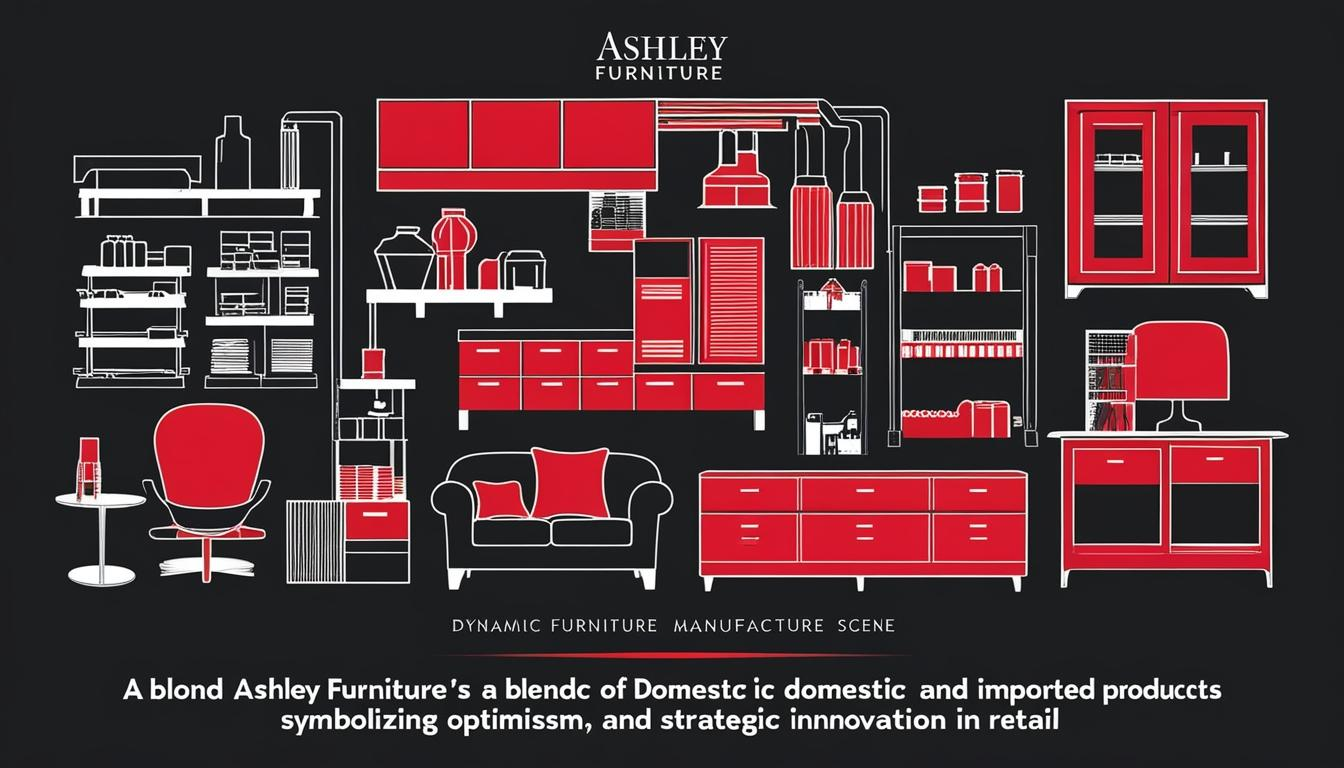 ASHLEY
FURNITURE
DYNAMIC FURNITURE MANUFACTURE SCENE
A blond Ashley Furniture's a blendc of Domestc ic domestic and imported produccts
symbolizing optimissm, and strategic innnovation in retail